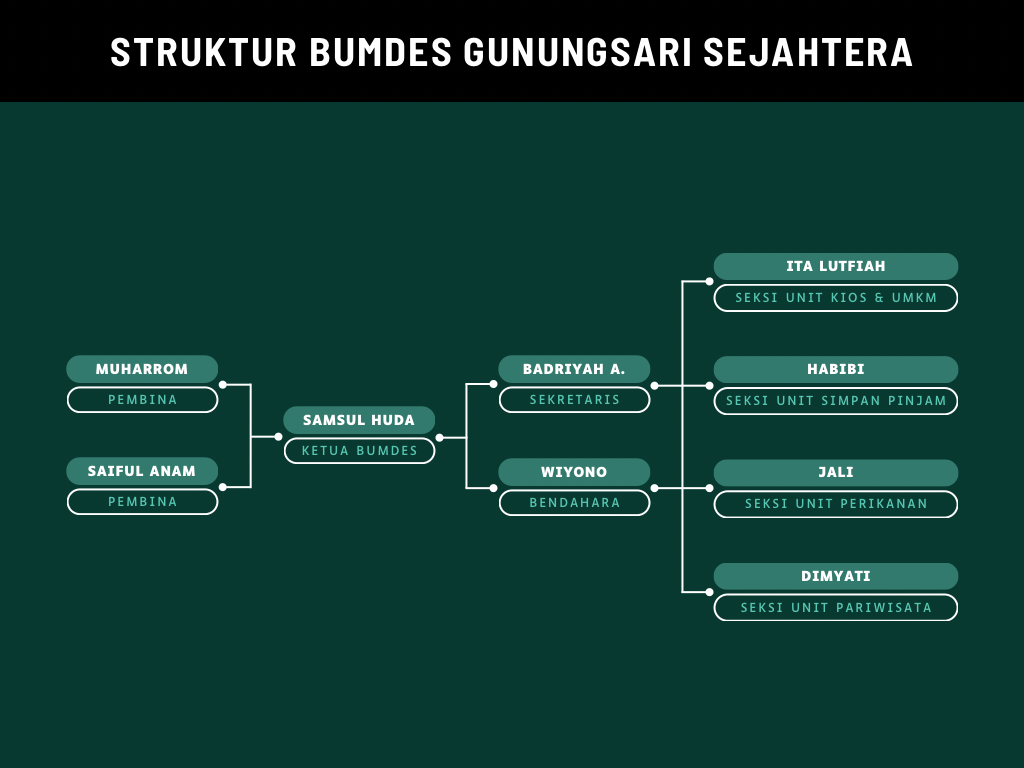 STRUKTUR BUMDES GUNUNGSARI SEJAHTERA
MUHARROM
PEMBINA
SAIFUL ANAM
PEMBINA
SAMSUL HUDA
KETUA BUMDES
BADRIYAH A.
SEKRETARIS
WIYONO
BENDAHARA
ITA LUTFIAH
SEKSI UNIT KIOS & UMKM
HABIBI
SEKSI UNIT SIMPAN PINJAM
JALI
SEKSI UNIT PERIKANAN
DIMYATI
SEKSI UNIT PARIWISATA